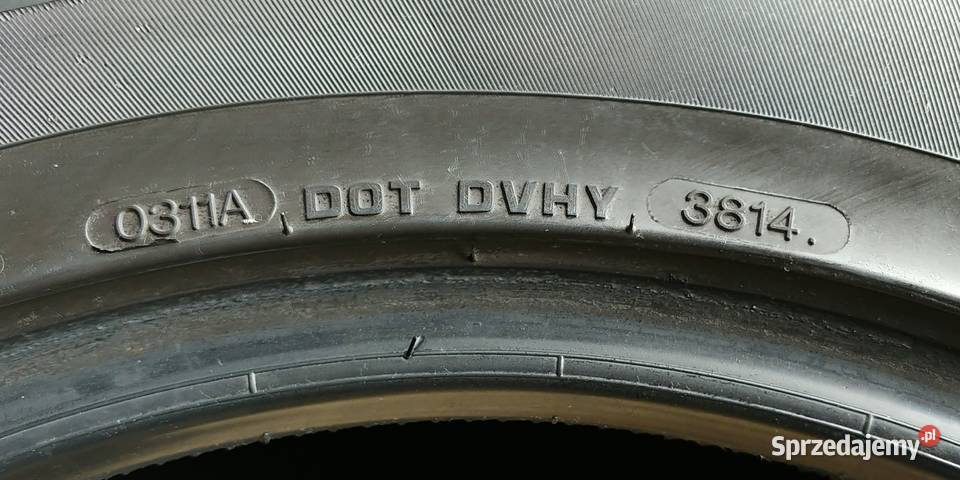 0311A DOT DVHY 3814.
Sprzedajemy.pl